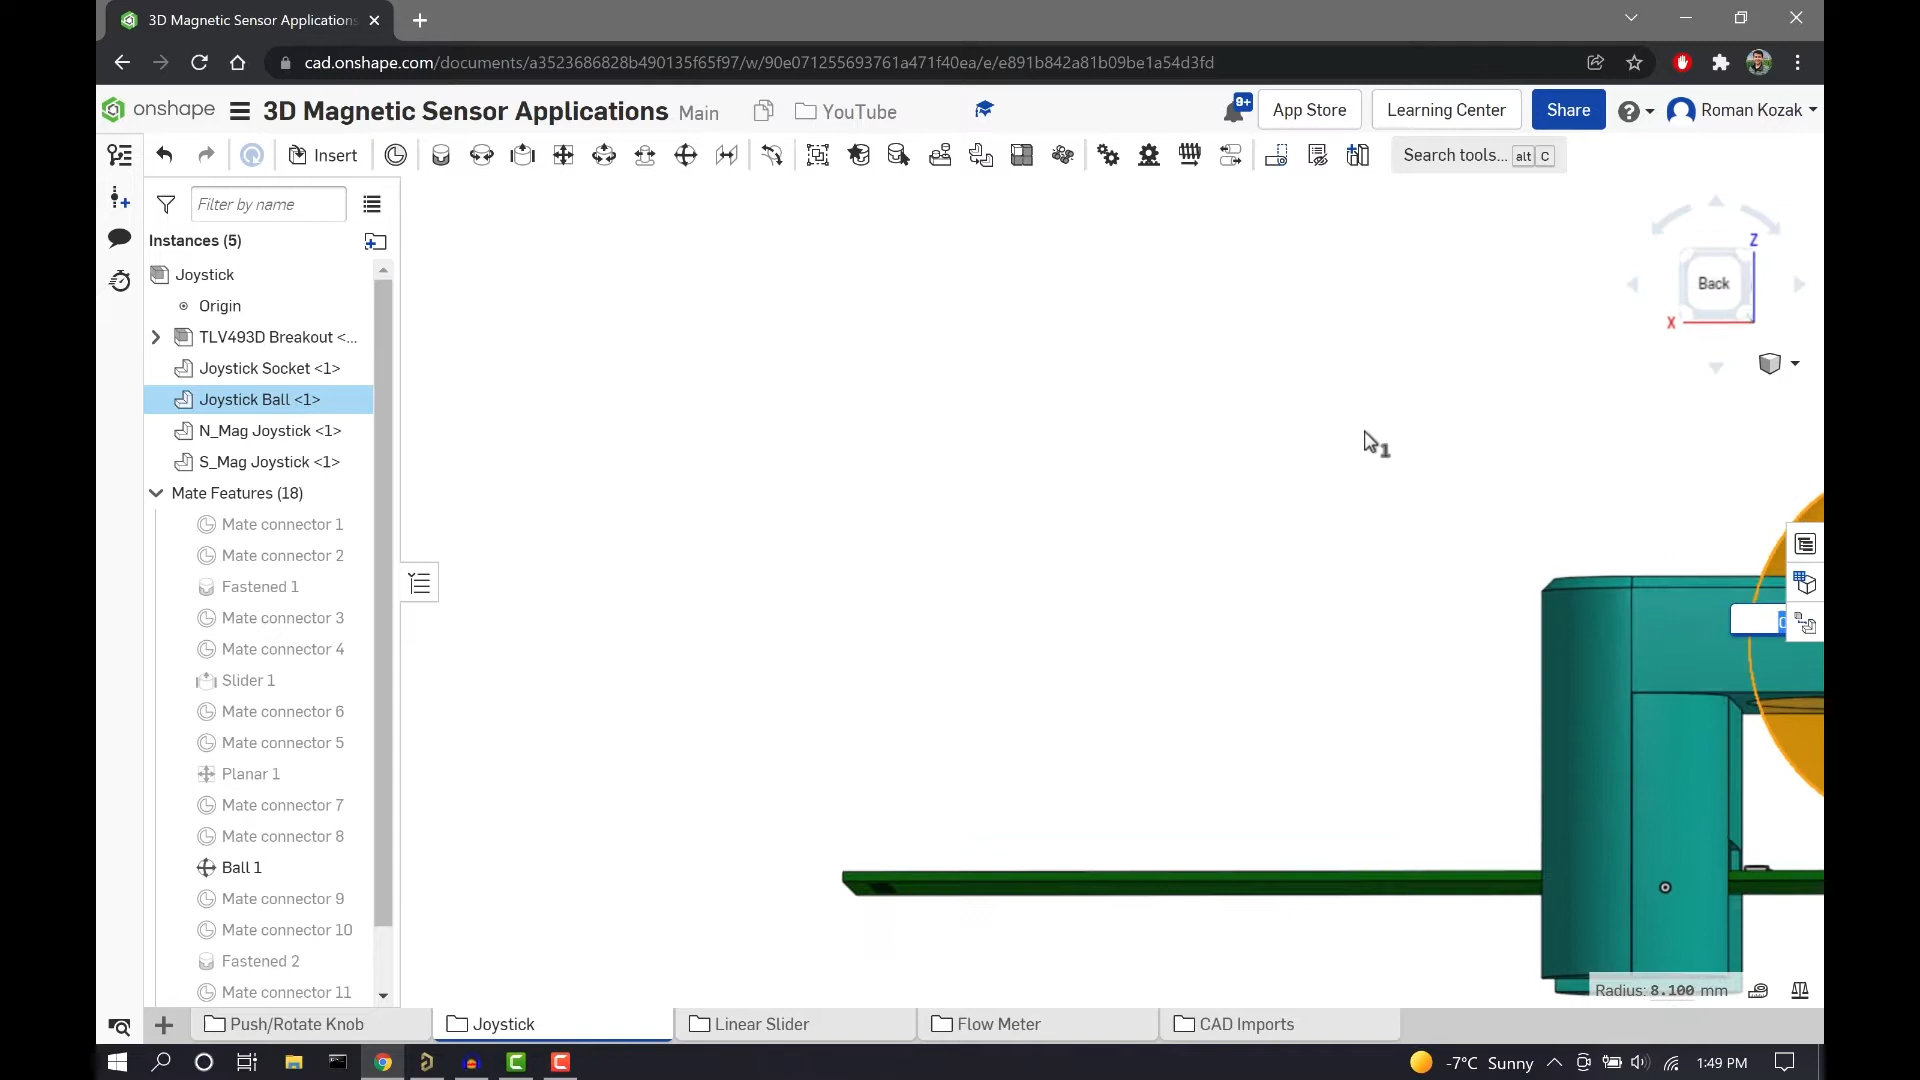 3D Magnetic Sensor Applications
cad.onshape.com/documents/a3523686828b490135f65f97/w/90e071255693761a471f40ea/e/e891b842a81b09be1a54d3fd
onshape
3D Magnetic Sensor Applications Main
YouTube
9+
App Store
Learning Center
Share
Roman Kozak
Insert
Search tools... alt C
Filter by name
Instances (5)
Joystick
Origin
TLV493D Breakout <...
Joystick Socket <1>
Joystick Ball <1>
N_Mag Joystick <1>
S_Mag Joystick <1>
Mate Features (18)
Mate connector 1
Mate connector 2
Fastened 1
Mate connector 3
Mate connector 4
Slider 1
Mate connector 6
Mate connector 5
Planar 1
Mate connector 7
Mate connector 8
Ball 1
Mate connector 9
Mate connector 10
Fastened 2
Mate connector 11
Z
Back
X
1
Radius: 8.100 mm
Push/Rotate Knob
Joystick
Linear Slider
Flow Meter
CAD Imports
-7°C Sunny
1:49 PM